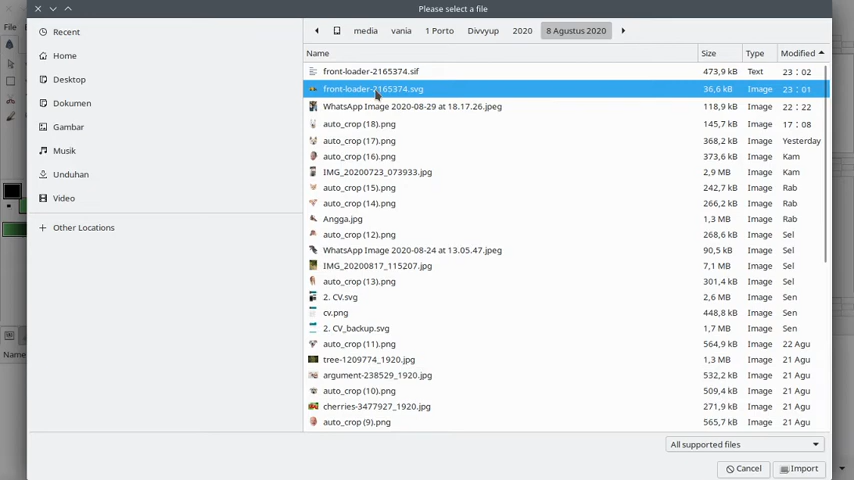 Please select a file
File
Recent
Home
Desktop
Dokumen
Gambar
Musik
Unduhan
Video
Other Locations
media vania 1 Porto Divvyup 2020 8 Agustus 2020
Name Size Type Modified
front-loader-2165374.sif 473,9 kB Text 23:02
front-loader-2165374.svg 36,6 kB Image 23:01
WhatsApp Image 2020-08-29 at 18.17.26.jpeg 118,9 kB Image 22:22
auto_crop (18).png 145,7 kB Image 17:08
auto_crop (17).png 368,2 kB Image Yesterday
auto_crop (16).png 373,6 kB Image Kam
IMG_20200723_073933.jpg 2,9 MB Image Kam
auto_crop (15).png 242,7 kB Image Rab
auto_crop (14).png 266,2 kB Image Rab
Angga.jpg 1,3 MB Image Rab
auto_crop (12).png 268,6 kB Image Sel
WhatsApp Image 2020-08-24 at 13.05.47.jpeg 90,5 kB Image Sel
IMG_20200817_115207.jpg 7,1 MB Image Sel
auto_crop (13).png 301,4 kB Image Sel
2. CV.svg 2,6 MB Image Sen
cv.png 448,8 kB Image Sen
2. CV_backup.svg 1,7 MB Image Sen
auto_crop (11).png 564,9 kB Image 22 Agu
tree-1209774_1920.jpg 1,3 MB Image 21 Agu
argument-238529_1920.jpg 532,2 kB Image 21 Agu
auto_crop (10).png 509,4 kB Image 21 Agu
cherries-3477927_1920.jpg 271,9 kB Image 21 Agu
auto_crop (9).png 565,7 kB Image 21 Agu
Name
All supported files
Cancel Import